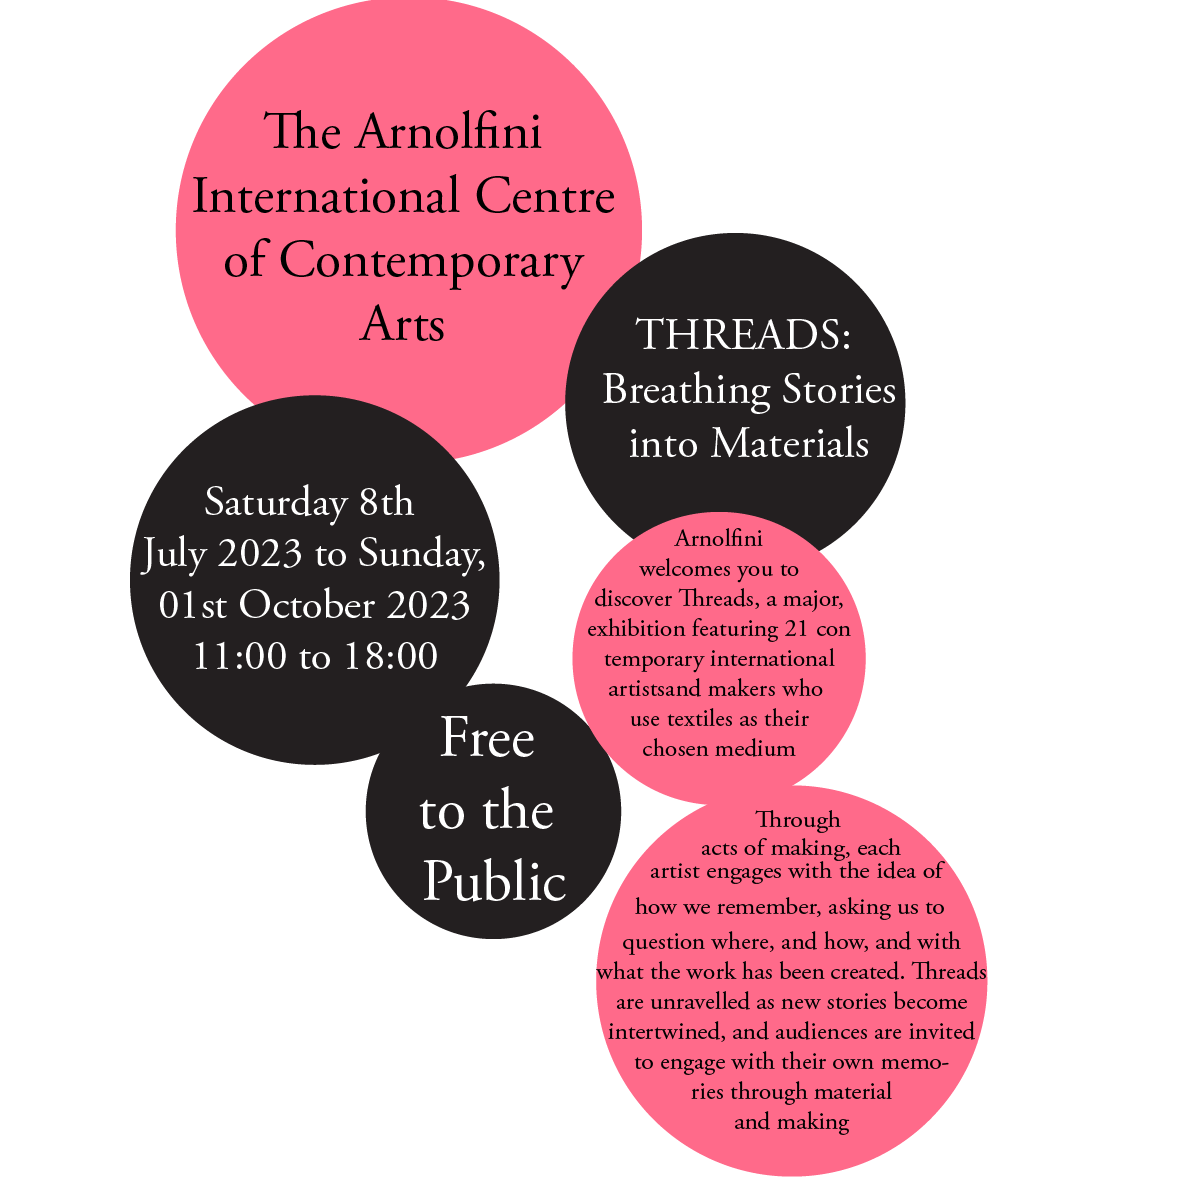 The Arnolfini
International Centre
of Contemporary
Arts
THREADS:
Breathing Stories
into Materials
Saturday 8th
July 2023 to Sunday,
01st October 2023
11:00 to 18:00
Arnolfini
welcomes you to
discover Threads, a major,
exhibition featuring 21 con
temporary international
artistsand makers who
use textiles as their
chosen medium
Free
to the
Public
Through
acts of making, each
artist engages with the idea of
how we remember, asking us to
question where, and how, and with
what the work has been created. Threads
are unravelled as new stories become
intertwined, and audiences are invited
to engage with their own memo-
ries through material
and making